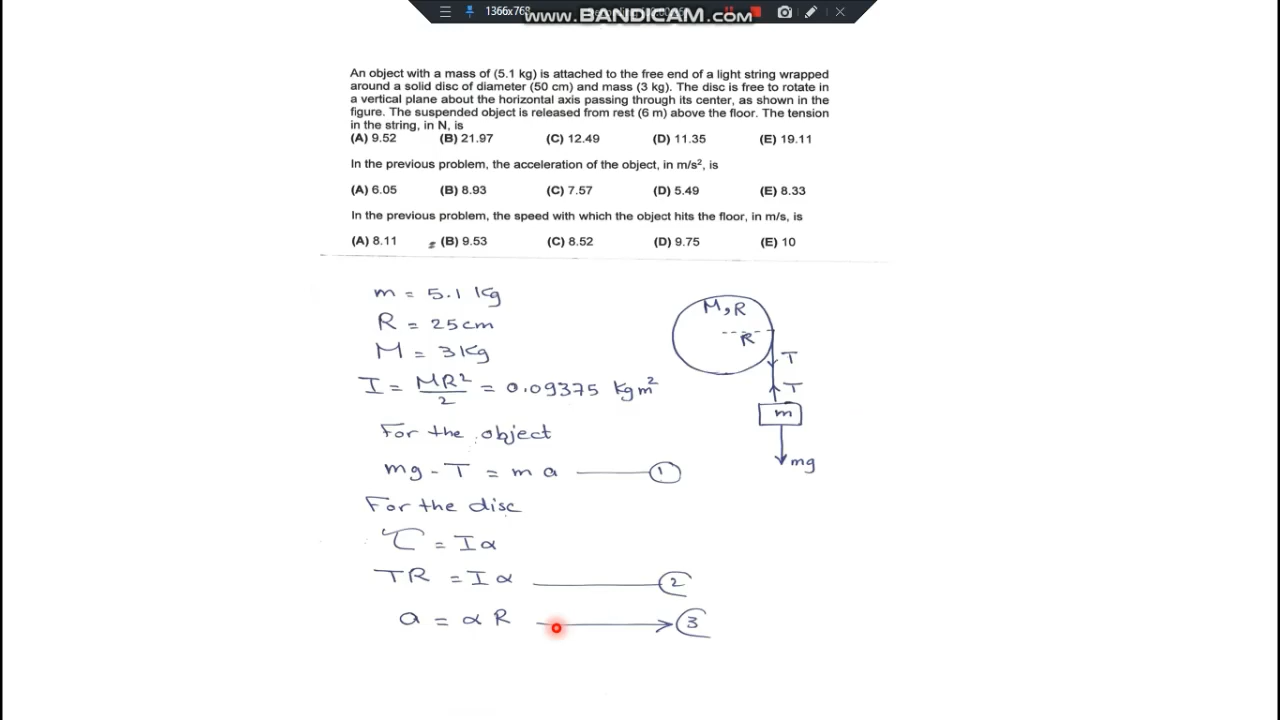 1366x768
www.BANDICAM.com
An object with a mass of (5.1 kg) is attached to the free end of a light string wrapped
around a solid disc of diameter (50 cm) and mass (3 kg). The disc is free to rotate in
a vertical plane about the horizontal axis passing through its center, as shown in the
figure. The suspended object is released from rest (6 m) above the floor. The tension
in the string, in N, is
(A) 9.52 (B) 21.97 (C) 12.49 (D) 11.35 (E) 19.11
In the previous problem, the acceleration of the object, in m/s², is
(A) 6.05 (B) 8.93 (C) 7.57 (D) 5.49 (E) 8.33
In the previous problem, the speed with which the object hits the floor, in m/s, is
(A) 8.11 (B) 9.53 (C) 8.52 (D) 9.75 (E) 10
m = 5.1 Kg
R = 25cm
M = 3Kg
I = MR²/2 = 0.09375 Kgm²
For the object
mg - T = m a ——— 1
For the disc
τ = Iα
TR = Iα ——— 2
a = α R ——→ 3
M, R
R
T
T
m
mg